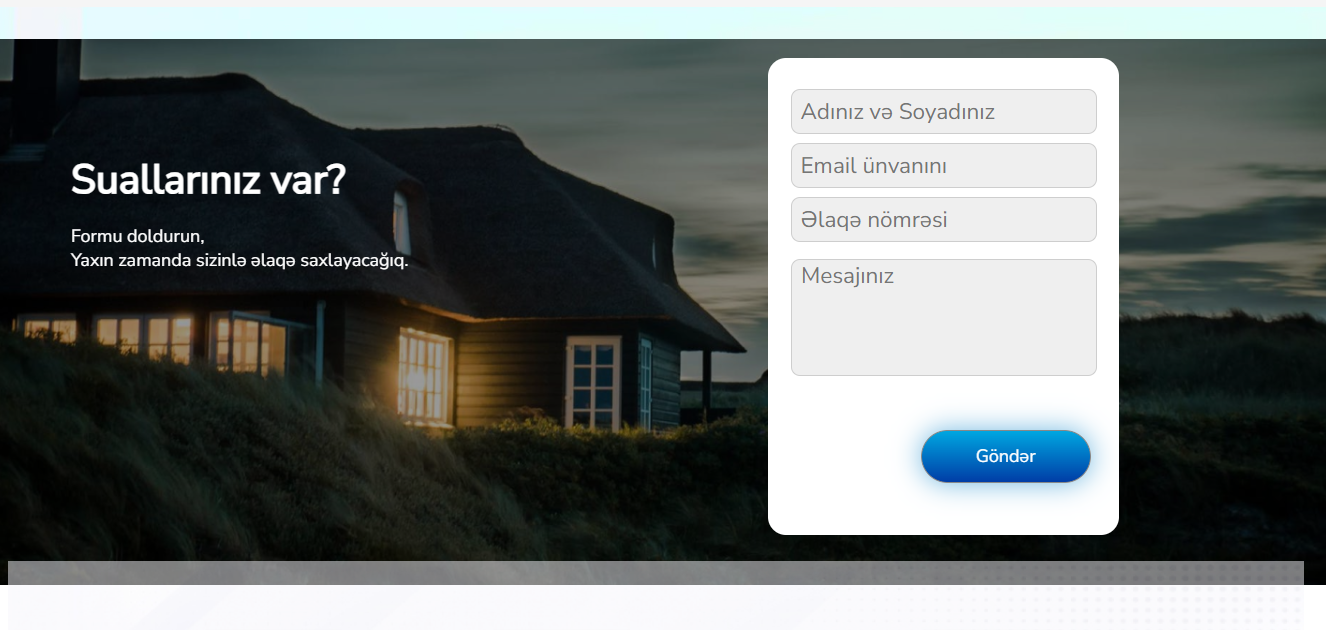 Suallarınız var?
Formu doldurun,
Yaxın zamanda sizinlə əlaqə saxlayacağıq.
Adınız və Soyadınız
Email ünvanını
Əlaqə nömrəsi
Mesajınız
Göndər